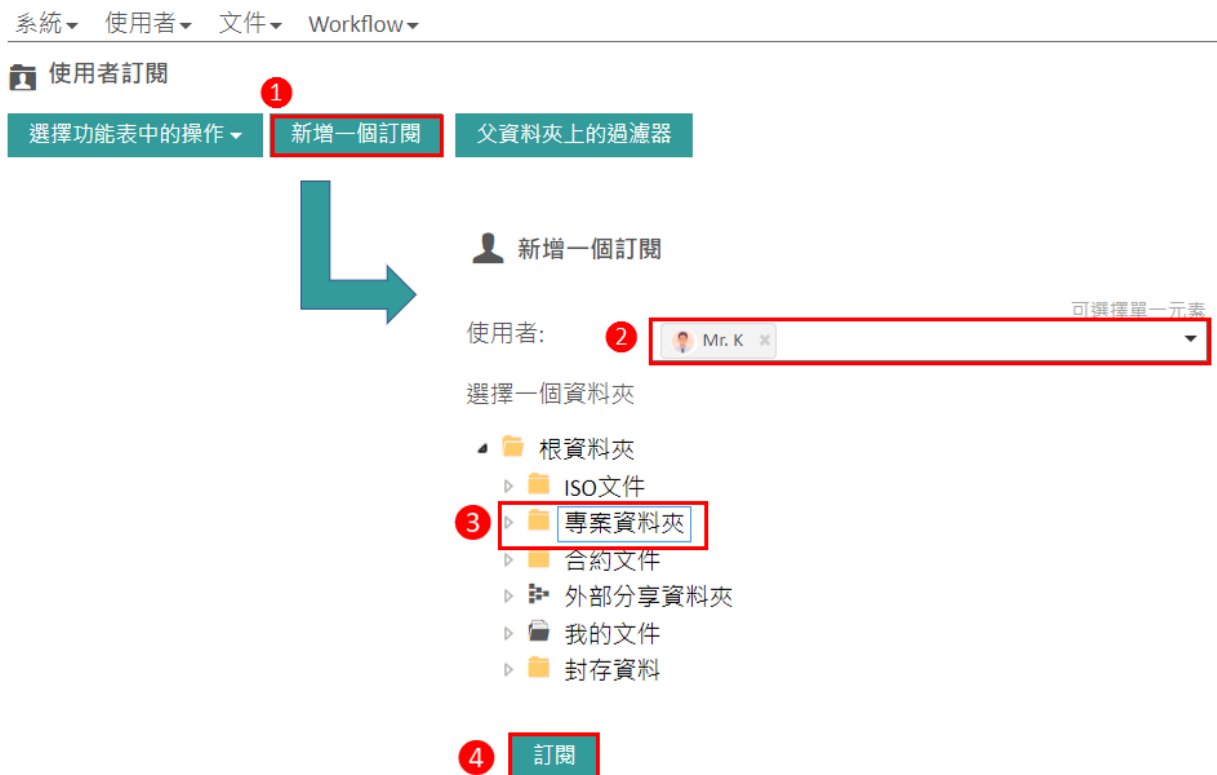 系統 使用者 文件 Workflow
使用者訂閱
1
選擇功能表中的操作 新增一個訂閱 父資料夾上的過濾器
新增一個訂閱
可選擇單一元素
使用者: 2 Mr. K
選擇一個資料夾
根資料夾
ISO文件
3 專案資料夾
合約文件
外部分享資料夾
我的文件
封存資料
4 訂閱